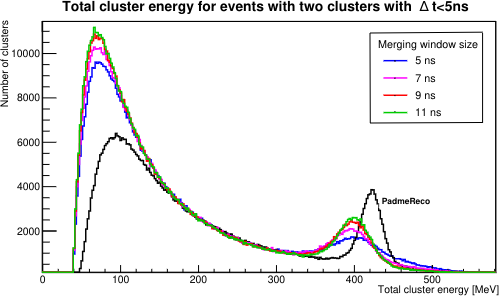 Total cluster energy for events with two clusters with Δ t<5ns
Number of clusters
10000
8000
6000
4000
2000
Merging window size
5 ns
7 ns
9 ns
11 ns
PadmeReco
0 100 200 300 400 500
Total cluster energy [MeV]